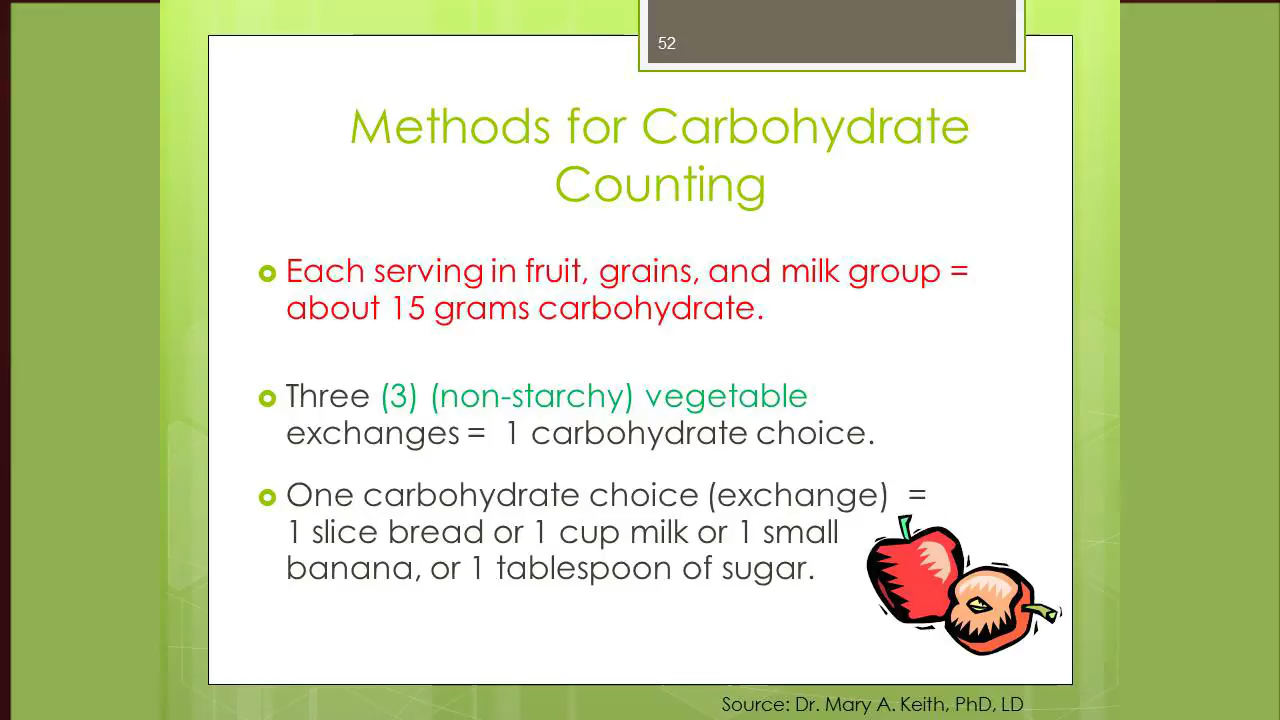 52
Methods for Carbohydrate
Counting
Each serving in fruit, grains, and milk group =
about 15 grams carbohydrate.
Three (3) (non-starchy) vegetable
exchanges = 1 carbohydrate choice.
One carbohydrate choice (exchange) =
1 slice bread or 1 cup milk or 1 small
banana, or 1 tablespoon of sugar.
Source: Dr. Mary A. Keith, PhD, LD